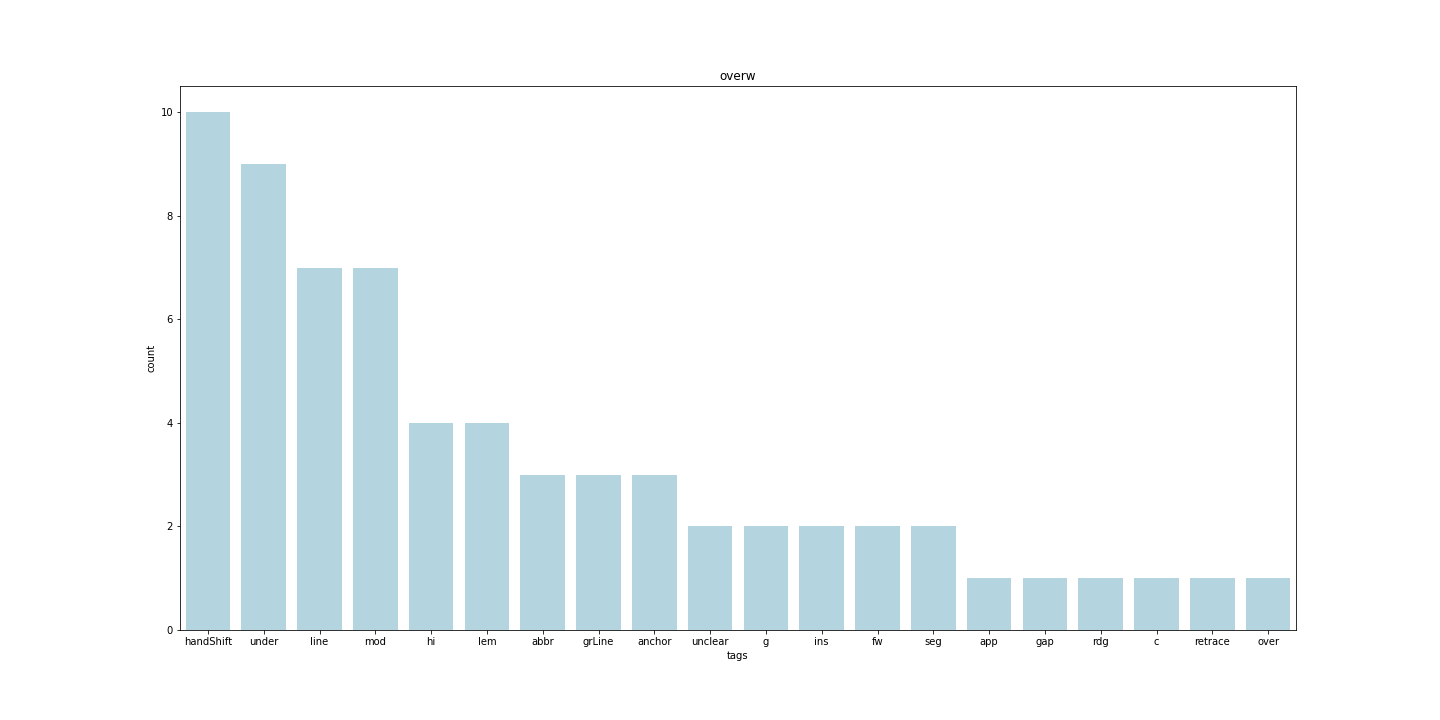 overw
10
8
6
4
2
0
count
handShift under line mod hi lem abbr grLine anchor unclear g ins fw seg app gap rdg c retrace over
tags